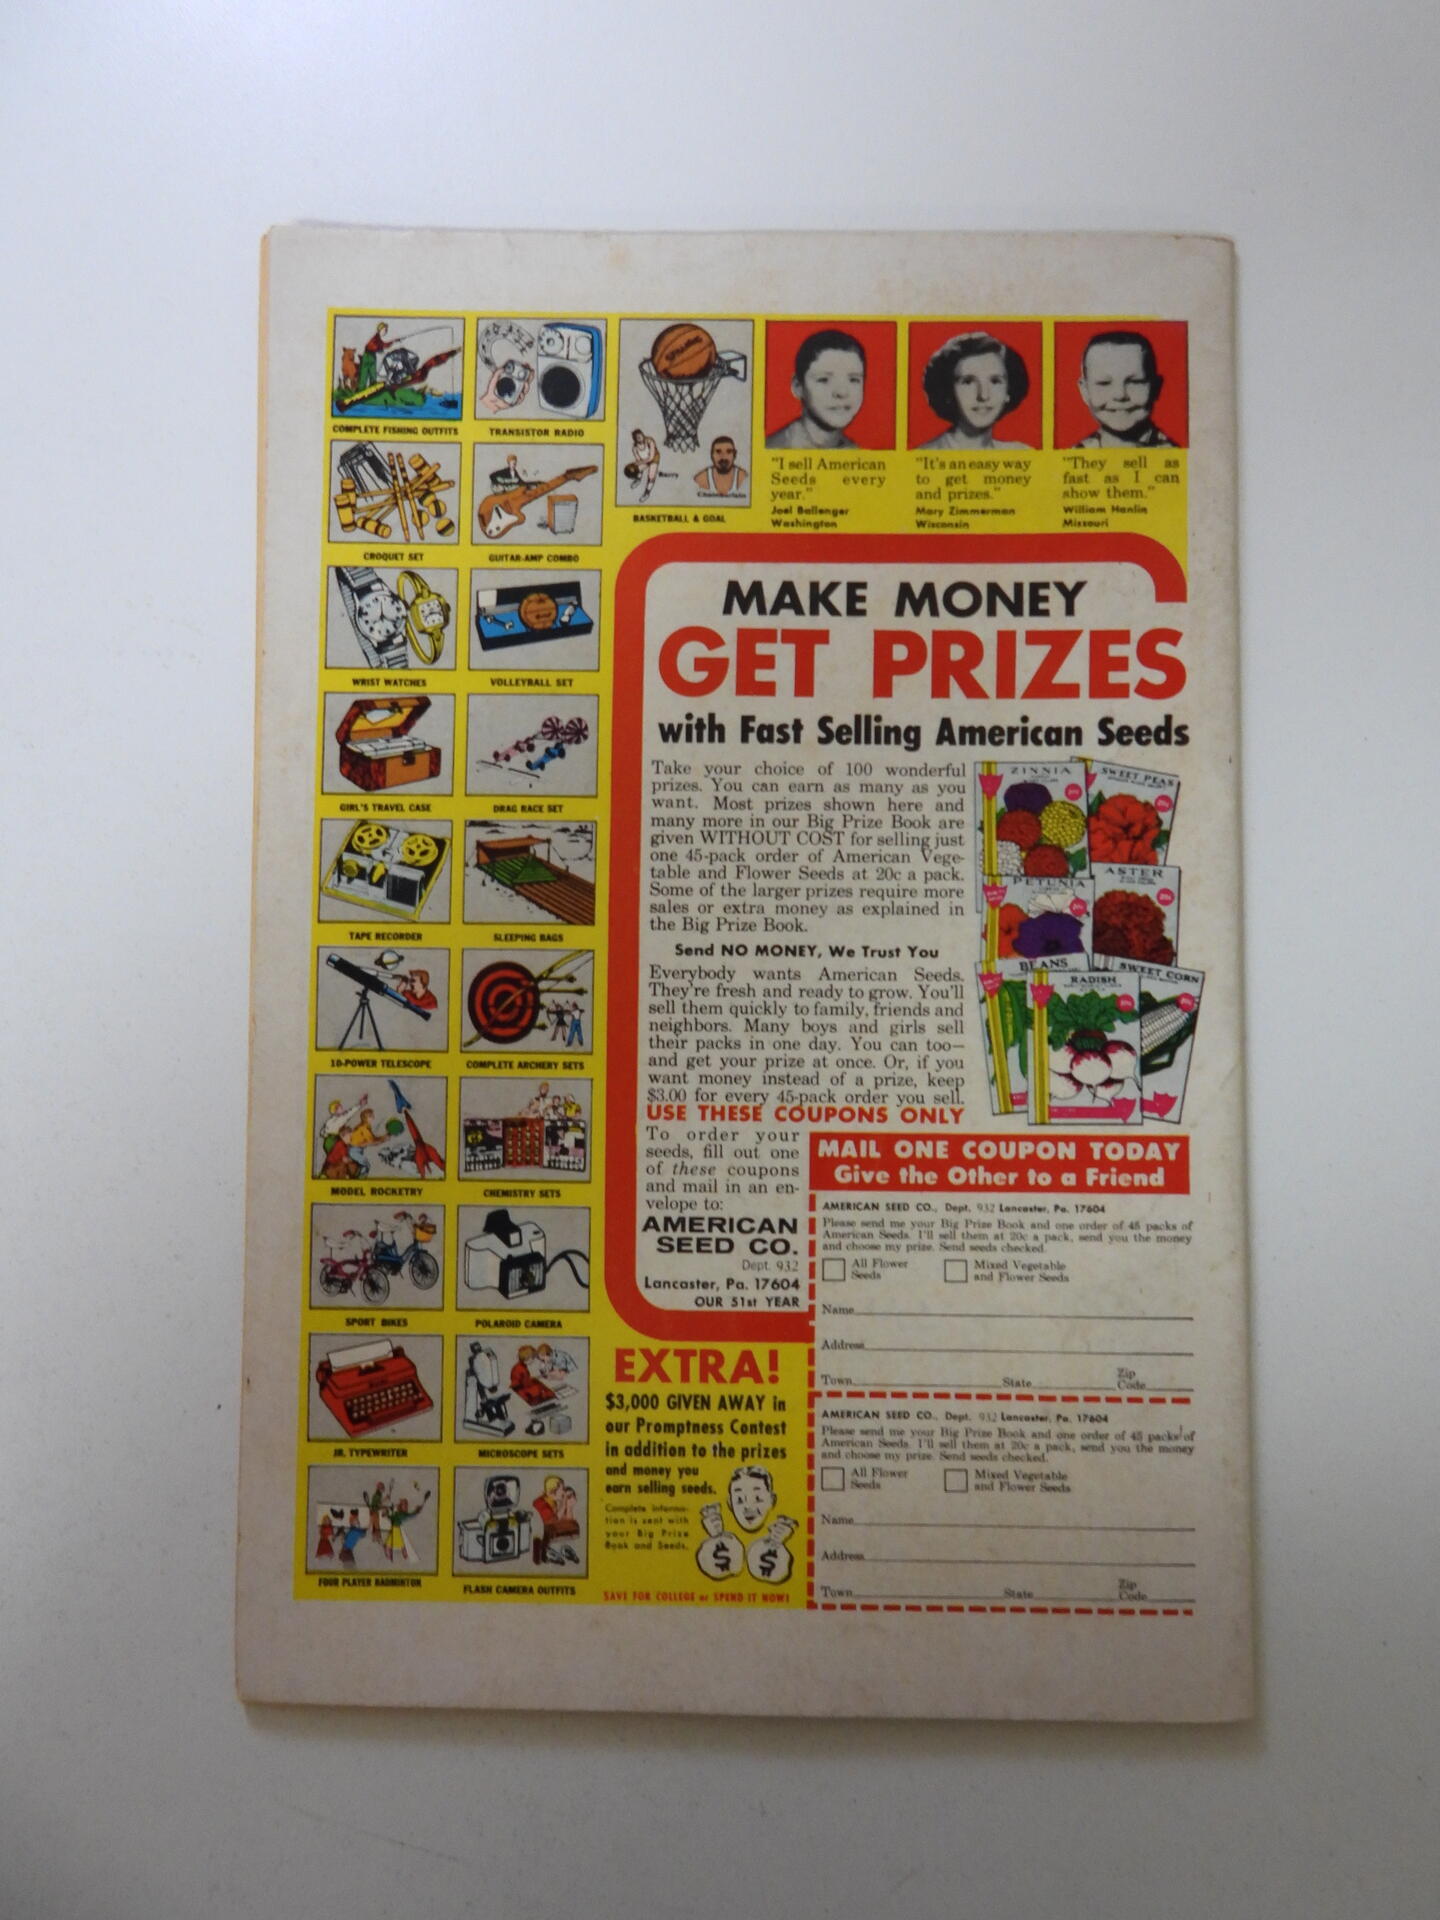 COMPLETE FISHING OUTFITS
TRANSISTOR RADIO
CROQUET SET
GUITAR-AMP COMBO
WRIST WATCHES
VOLLEYBALL SET
GIRL'S TRAVEL CASE
DRAG RACE SET
TAPE RECORDER
SLEEPING BAGS
10-POWER TELESCOPE
COMPLETE ARCHERY SETS
MODEL ROCKETRY
CHEMISTRY SETS
SPORT BIKES
POLAROID CAMERA
JR. TYPEWRITER
MICROSCOPE SETS
FOUR PLAYER BADMINTON
FLASH CAMERA OUTFITS
SPALDING
Barry
Chamberlain
BASKETBALL & GOAL
"I sell American
Seeds every
year."
Joel Ballenger
Washington
"It's an easy way
to get money
and prizes."
Mary Zimmerman
Wisconsin
"They sell as
fast as I can
show them."
William Hanlin
Missouri
MAKE MONEY
GET PRIZES
with Fast Selling American Seeds
Take your choice of 100 wonderful
prizes. You can earn as many as you
want. Most prizes shown here and
many more in our Big Prize Book are
given WITHOUT COST for selling just
one 45-pack order of American Vege-
table and Flower Seeds at 20c a pack.
Some of the larger prizes require more
sales or extra money as explained in
the Big Prize Book.
Send NO MONEY, We Trust You
Everybody wants American Seeds.
They're fresh and ready to grow. You'll
sell them quickly to family, friends and
neighbors. Many boys and girls sell
their packs in one day. You can too—
and get your prize at once. Or, if you
want money instead of a prize, keep
$3.00 for every 45-pack order you sell.
USE THESE COUPONS ONLY
ZINNIA
SWEET PEAS
PETUNIA
ASTER
BEANS
RADISH
SWEET CORN
To order your
seeds, fill out one
of these coupons
and mail in an en-
velope to:
AMERICAN
SEED CO.
Dept. 932
Lancaster, Pa. 17604
OUR 51st YEAR
MAIL ONE COUPON TODAY
Give the Other to a Friend
AMERICAN SEED CO., Dept. 932 Lancaster, Pa. 17604
Please send me your Big Prize Book and one order of 45 packs of
American Seeds. I'll sell them at 20c a pack, send you the money
and choose my prize. Send seeds checked.
All Flower
Seeds
Mixed Vegetable
and Flower Seeds
Name
Address
Town State Zip Code
AMERICAN SEED CO., Dept. 932 Lancaster, Pa. 17604
Please send me your Big Prize Book and one order of 45 packs of
American Seeds. I'll sell them at 20c a pack, send you the money
and choose my prize. Send seeds checked.
All Flower
Seeds
Mixed Vegetable
and Flower Seeds
Name
Address
Town State Zip Code
EXTRA!
$3,000 GIVEN AWAY in
our Promptness Contest
in addition to the prizes
and money you
earn selling seeds.
Complete informa-
tion is sent with
your Big Prize
Book and Seeds.
$ $
SAVE FOR COLLEGE or SPEND IT NOW!